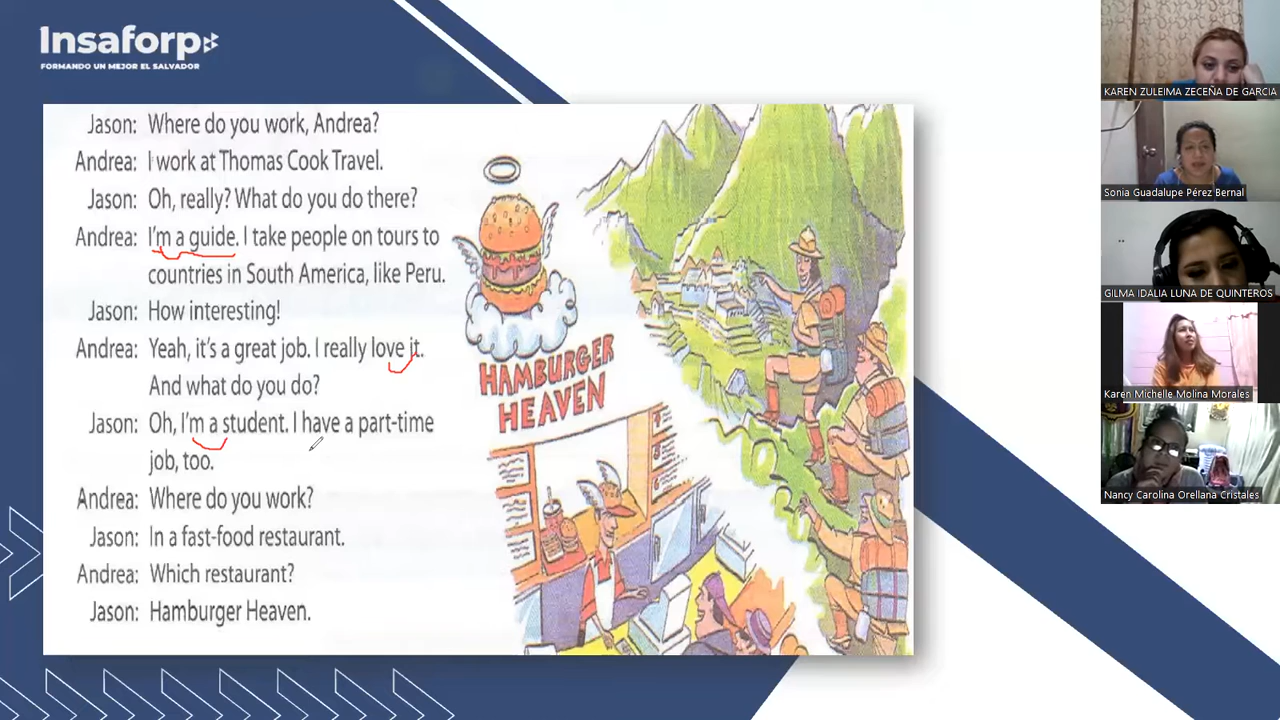 Insaforp
FORMANDO UN MEJOR EL SALVADOR
Jason: Where do you work, Andrea?
Andrea: I work at Thomas Cook Travel.
Jason: Oh, really? What do you do there?
Andrea: I'm a guide. I take people on tours to
countries in South America, like Peru.
Jason: How interesting!
Andrea: Yeah, it's a great job. I really love it.
And what do you do?
Jason: Oh, I'm a student. I have a part-time
job, too.
Andrea: Where do you work?
Jason: In a fast-food restaurant.
Andrea: Which restaurant?
Jason: Hamburger Heaven.
HAMBURGER
HEAVEN
KAREN ZULEIMA ZECEÑA DE GARCIA
Sonia Guadalupe Pérez Bernal
GILMA IDALIA LUNA DE QUINTEROS
Karen Michelle Molina Morales
Nancy Carolina Orellana Cristales